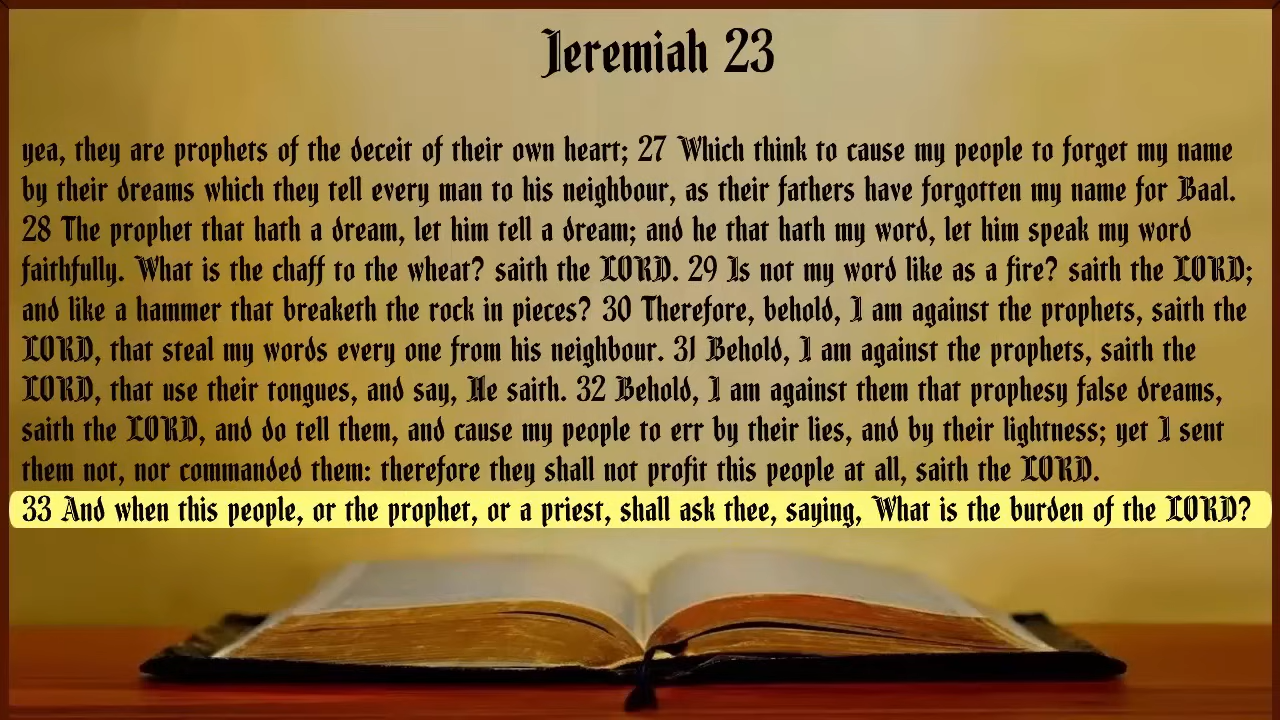 Jeremiah 23
yea, they are prophets of the deceit of their own heart; 27 Which think to cause my people to forget my name
by their dreams which they tell every man to his neighbour, as their fathers have forgotten my name for Baal.
28 The prophet that hath a dream, let him tell a dream; and he that hath my word, let him speak my word
faithfully. What is the chaff to the wheat? saith the LORD. 29 Is not my word like as a fire? saith the LORD;
and like a hammer that breaketh the rock in pieces? 30 Therefore, behold, I am against the prophets, saith the
LORD, that steal my words every one from his neighbour. 31 Behold, I am against the prophets, saith the
LORD, that use their tongues, and say, He saith. 32 Behold, I am against them that prophesy false dreams,
saith the LORD, and do tell them, and cause my people to err by their lies, and by their lightness; yet I sent
them not, nor commanded them: therefore they shall not profit this people at all, saith the LORD.
33 And when this people, or the prophet, or a priest, shall ask thee, saying, What is the burden of the LORD?